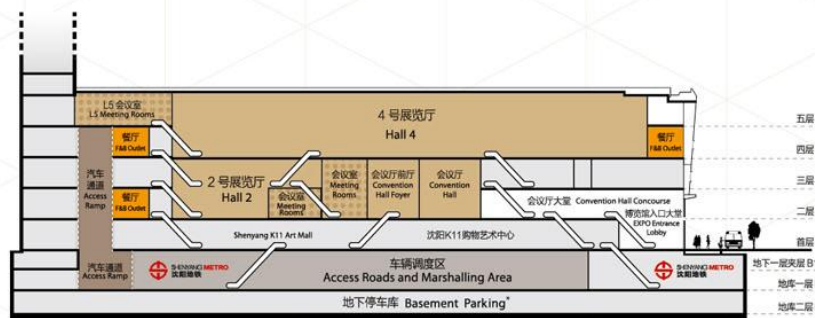 L5 会议室
L5 Meeting Rooms
4 号展览厅
Hall 4
五层
餐厅
F&B Outlet
餐厅
F&B Outlet
四层
汽车
通道
Access
Ramp
2 号展览厅
Hall 2
会议室
Meeting
Rooms
会议厅前厅
Convention
Hall Foyer
会议厅
Convention
Hall
三层
餐厅
F&B Outlet
会议室
Meeting
Rooms
会议厅大堂 Convention Hall Concourse
博览馆入口大堂
EXPO Entrance
Lobby
二层
Shenyang K11 Art Mall
沈阳K11购物艺术中心
首层
汽车通道
Access Ramp
SHENYANG METRO
沈阳地铁
车辆调度区
Access Roads and Marshalling Area
SHENYANG METRO
沈阳地铁
地下一层夹层 B1
地库一层
地下停车库 Basement Parking*
地库二层